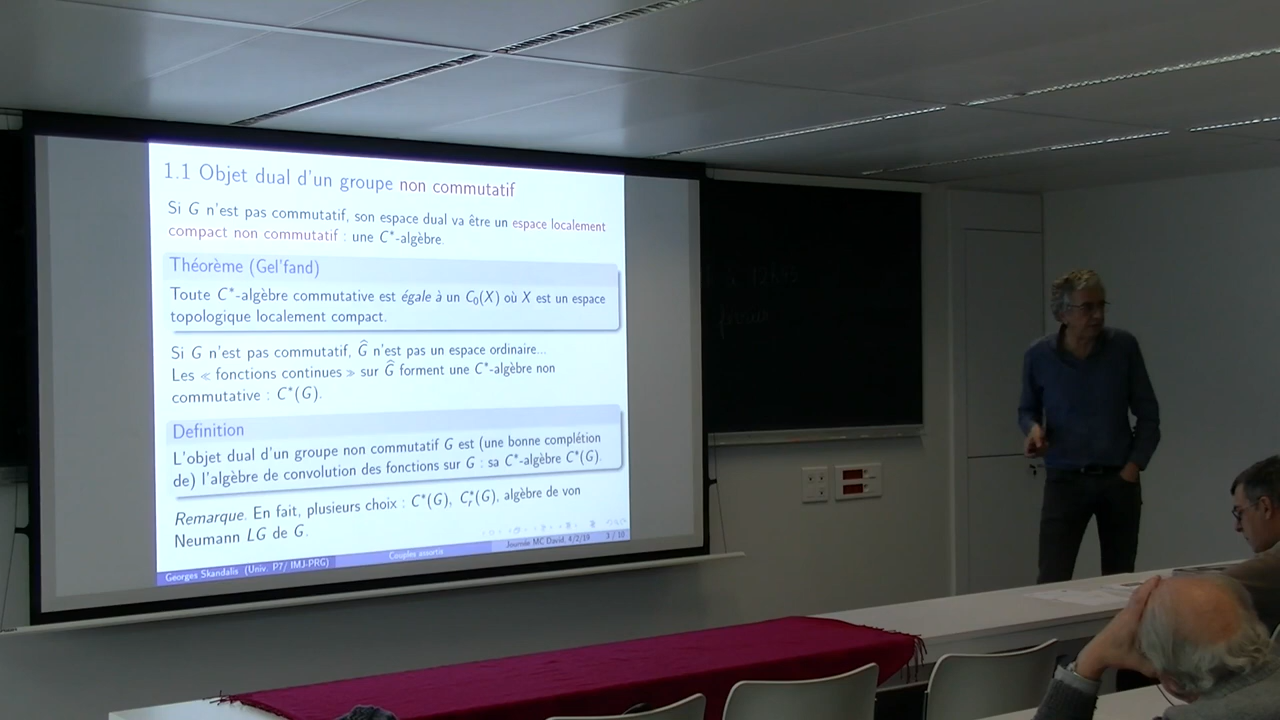 1.1 Objet dual d'un groupe non commutatif
Si G n'est pas commutatif, son espace dual va être un espace localement
compact non commutatif : une C*-algèbre.
Théorème (Gel'fand)
Toute C*-algèbre commutative est égale à un C₀(X) où X est un espace
topologique localement compact.
Si G n'est pas commutatif, Ĝ n'est pas un espace ordinaire...
Les ≪ fonctions continues ≫ sur Ĝ forment une C*-algèbre non
commutative : C*(G).
Definition
L'objet dual d'un groupe non commutatif G est (une bonne complétion
de) l'algèbre de convolution des fonctions sur G : sa C*-algèbre C*(G).
Remarque. En fait, plusieurs choix : C*(G), C*ᵣ(G), algèbre de von
Neumann LG de G.
Georges Skandalis (Univ. P7/ IMJ-PRG) Couples assortis Journée MC David, 4/2/19 3 / 18